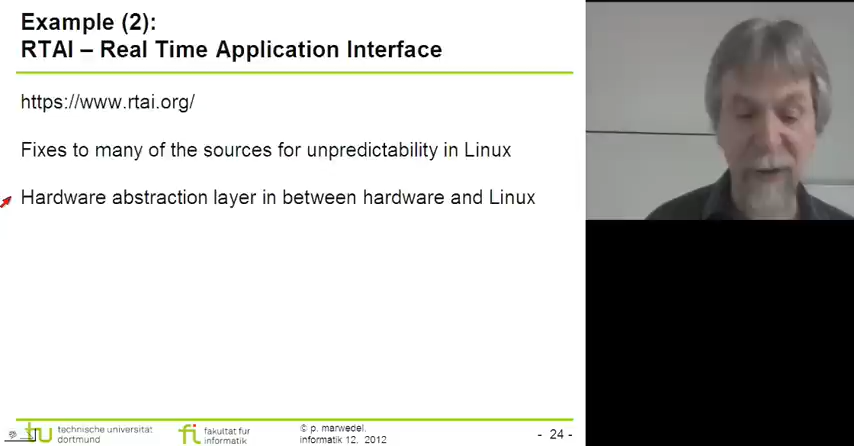 Example (2):
RTAI – Real Time Application Interface
https://www.rtai.org/
Fixes to many of the sources for unpredictability in Linux
Hardware abstraction layer in between hardware and Linux
tu
technische universität
dortmund
fi
fakultät für
informatik
© p. marwedel,
informatik 12, 2012
- 24 -